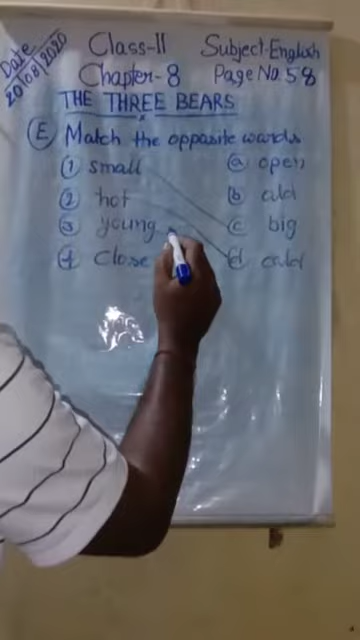 Date
20/08/2020
Class-II Subject-English
Chapter-8 Page No.58
THE THREE BEARS
(E) Match the opposite words
(1) small (a) open
(2) hot (b) old
(3) young (c) big
(4) close (d) cold